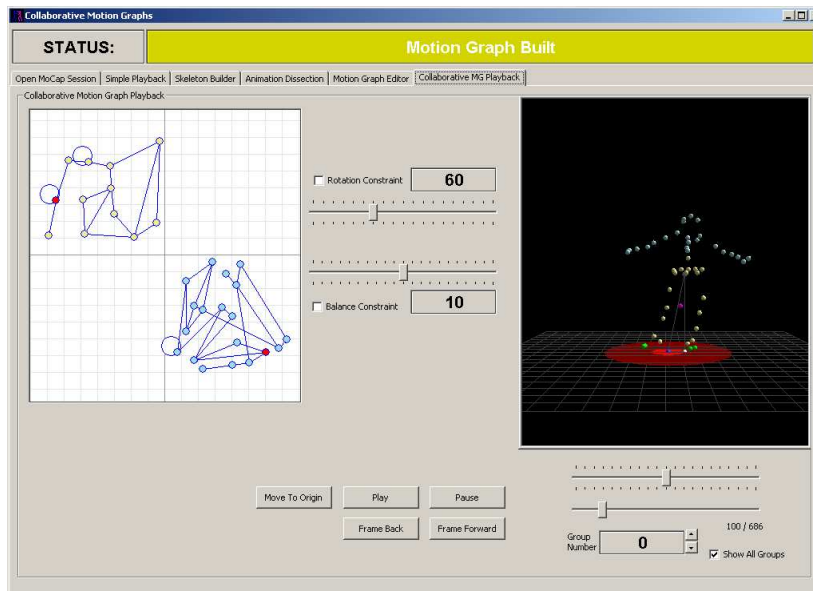 Collaborative Motion Graphs
STATUS: Motion Graph Built
Open MoCap Session Simple Playback Skeleton Builder Animation Dissection Motion Graph Editor Collaborative MG Playback
Collaborative Motion Graph Playback
Rotation Constraint 60
Balance Constraint 10
Move To Origin Play Pause
Frame Back Frame Forward
100 / 686
Group
Number 0
Show All Groups